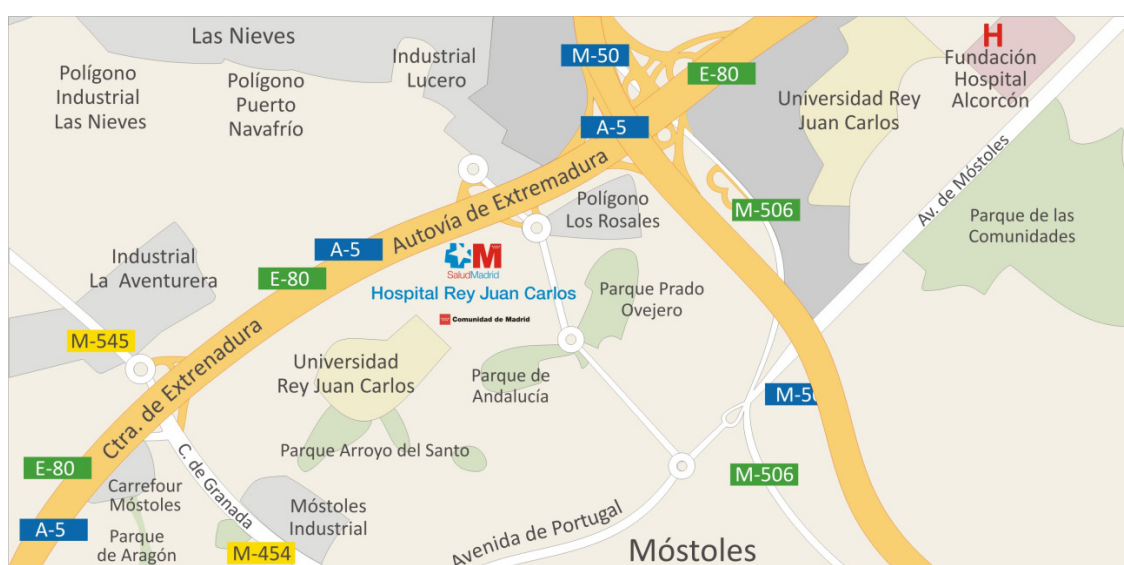 Las Nieves
Polígono
Industrial
Las Nieves
Polígono
Puerto
Navafrío
Industrial
Lucero
M-50
E-80
A-5
H
Fundación
Hospital
Alcorcón
Universidad Rey
Juan Carlos
Av. de Móstoles
Parque de las
Comunidades
M-506
Autovía de Extremadura
Polígono
Los Rosales
A-5
E-80
Industrial
La Aventurera
M
SaludMadrid
Hospital Rey Juan Carlos
Comunidad de Madrid
Parque Prado
Ovejero
M-545
Ctra. de Extrenadura
Universidad
Rey Juan Carlos
Parque de
Andalucía
M-50
Parque Arroyo del Santo
E-80
C. de Granada
M-506
Carrefour
Móstoles
Móstoles
Industrial
A-5
Parque
de Aragón
M-454
Avenida de Portugal
Móstoles